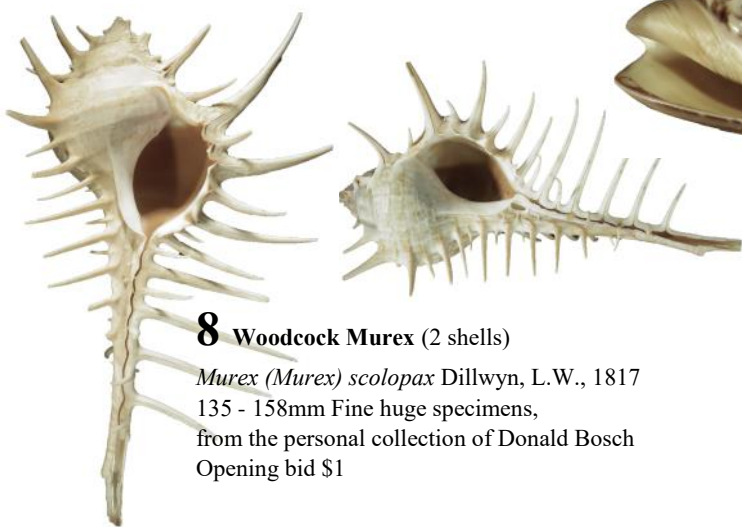 8 Woodcock Murex (2 shells)
Murex (Murex) scolopax Dillwyn, L.W., 1817
135 - 158mm Fine huge specimens,
from the personal collection of Donald Bosch
Opening bid $1